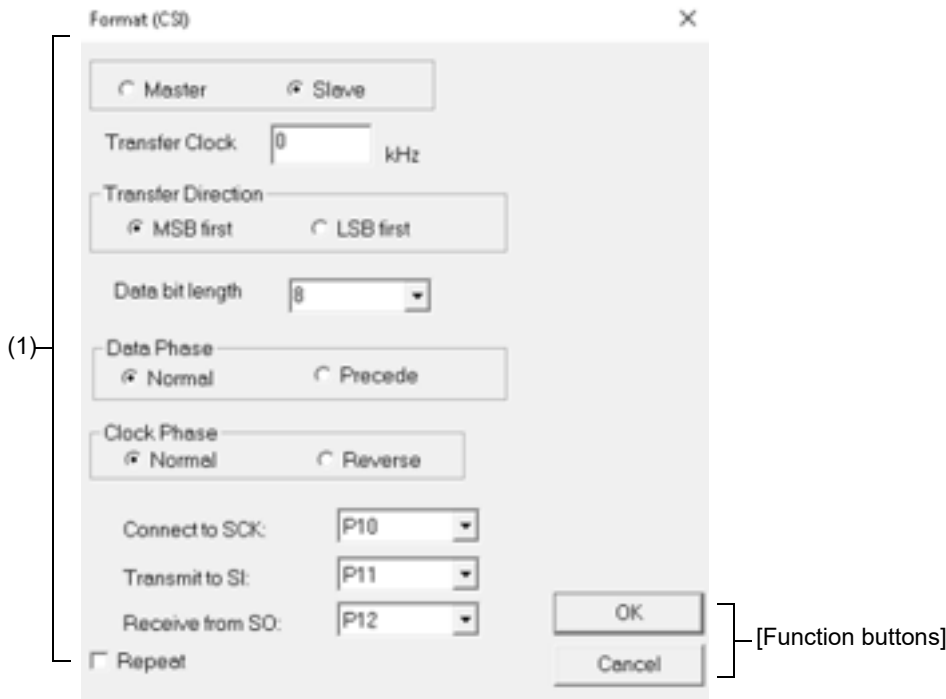 Format (CSI)
Master Slave
Transfer Clock 0 kHz
Transfer Direction
MSB first LSB first
Data bit length 8
(1)
Data Phase
Normal Precede
Clock Phase
Normal Reverse
Connect to SCK: P10
Transmit to SI: P11
Receive from SO: P12
Repeat
OK
Cancel
[Function buttons]